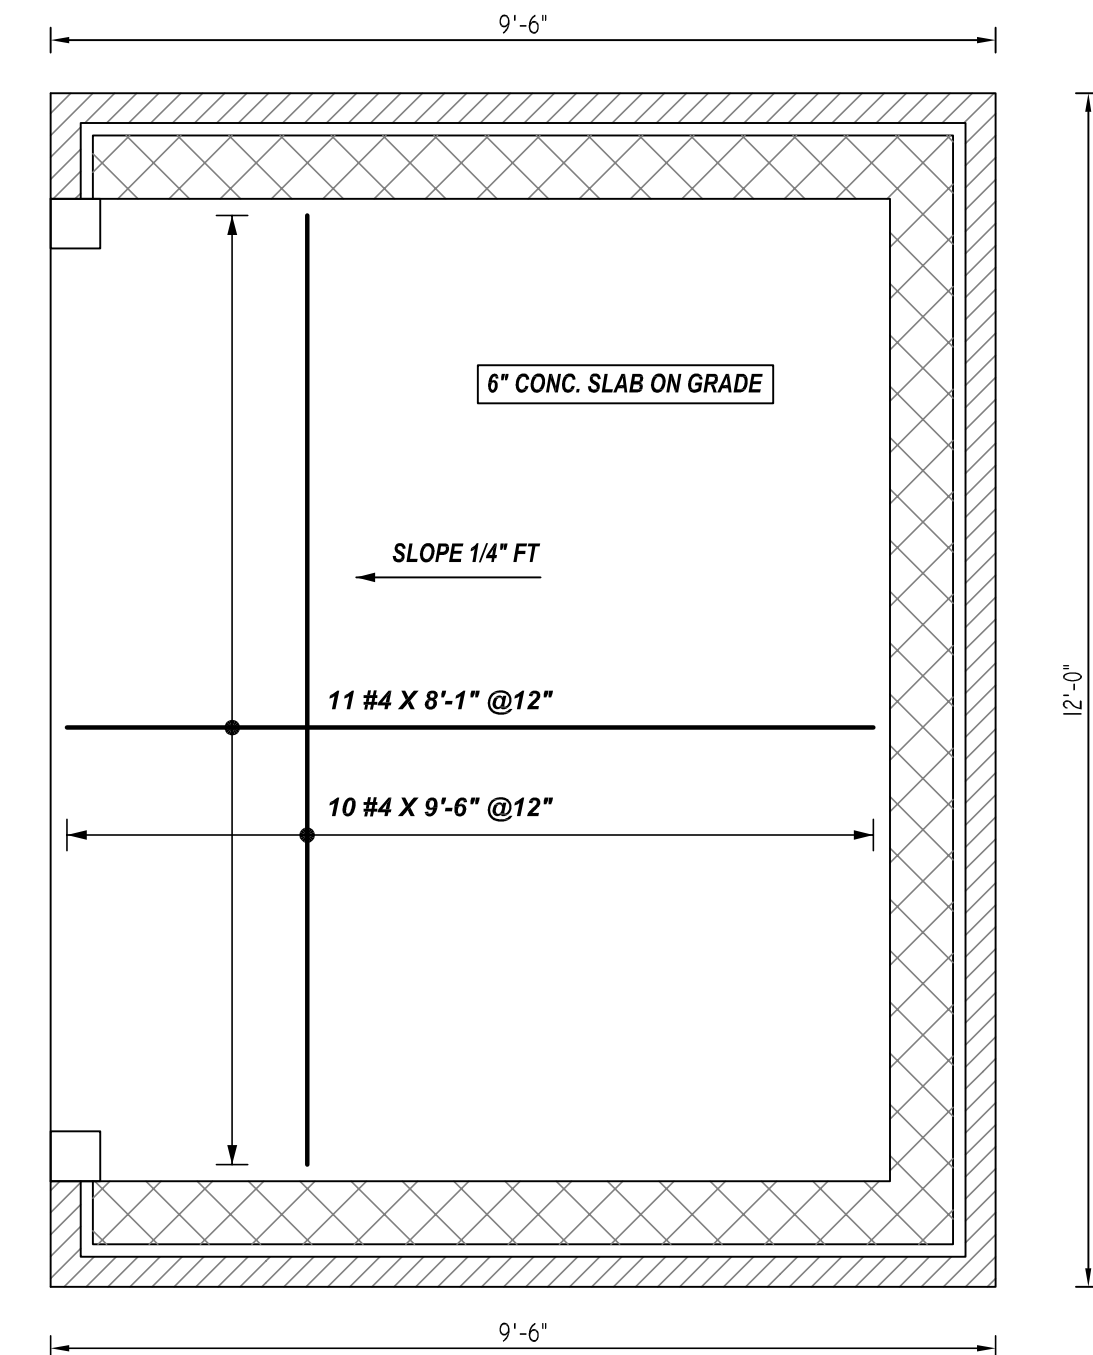 9'-6"
6" CONC. SLAB ON GRADE
SLOPE 1/4" FT
12'-0"
11 #4 X 8'-1" @12"
10 #4 X 9'-6" @12"
9'-6"